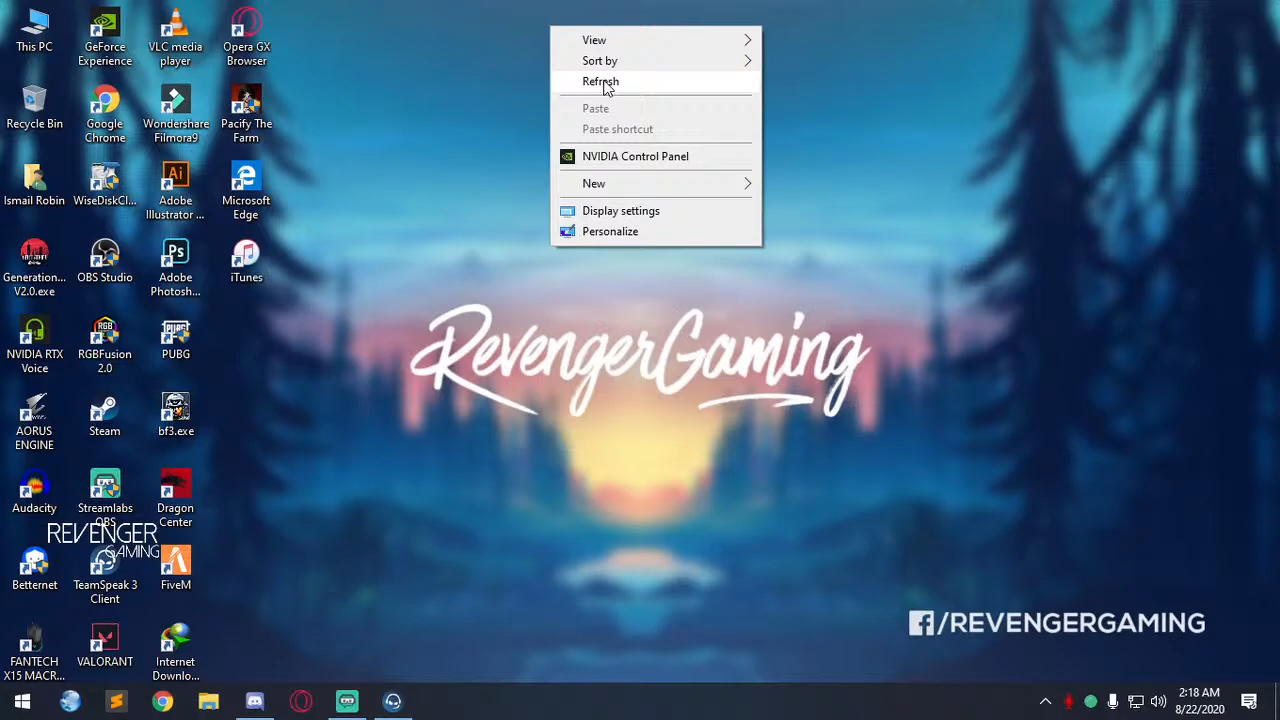 This PC
GeForce
Experience
VLC media
player
Opera GX
Browser
Recycle Bin
Google
Chrome
Wondershare
Filmora9
Pacify The
Farm
Ismail Robin
WiseDiskCl...
Adobe
Illustrator ...
Microsoft
Edge
Generation...
V2.0.exe
OBS Studio
Adobe
Photosh...
iTunes
NVIDIA RTX
Voice
RGBFusion
2.0
PUBG
AORUS
ENGINE
Steam
bf3.exe
Audacity
Streamlabs
OBS
Dragon
Center
REVENGER
GAMING
Betternet
TeamSpeak 3
Client
FiveM
FANTECH
X15 MACR...
VALORANT
Internet
Downlo...
View
Sort by
Refresh
Paste
Paste shortcut
NVIDIA Control Panel
New
Display settings
Personalize
RevengerGaming
/REVENGERGAMING
2:18 AM
8/22/2020